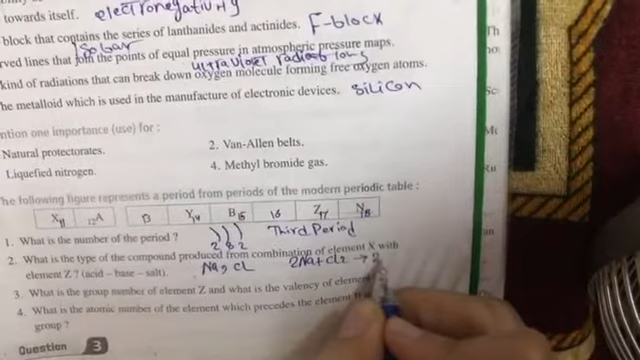 towards itself. electronegativity
block that contains the series of lanthanides and actinides. F-block
Isobar
rved lines that join the points of equal pressure in atmospheric pressure maps.
ultraviolet radiations
kind of radiations that can break down oxygen molecule forming free oxygen atoms.
he metalloid which is used in the manufacture of electronic devices. silicon
ention one importance (use) for :
Natural protectorates.
2. Van-Allen belts.
Liquefied nitrogen.
4. Methyl bromide gas.
he following figure represents a period from periods of the modern periodic table :
X11 12A 13 Y14 B15 16 Z17 N18
1. What is the number of the period ? 2 8 2 Third Period
2. What is the type of the compound produced from combination of element X with
element Z ? (acid – base – salt). Na, Cl 2Na + Cl2 → 2
3. What is the group number of element Z and what is the valency of element
4. What is the atomic number of the element which precedes the element
group ?
Question 3